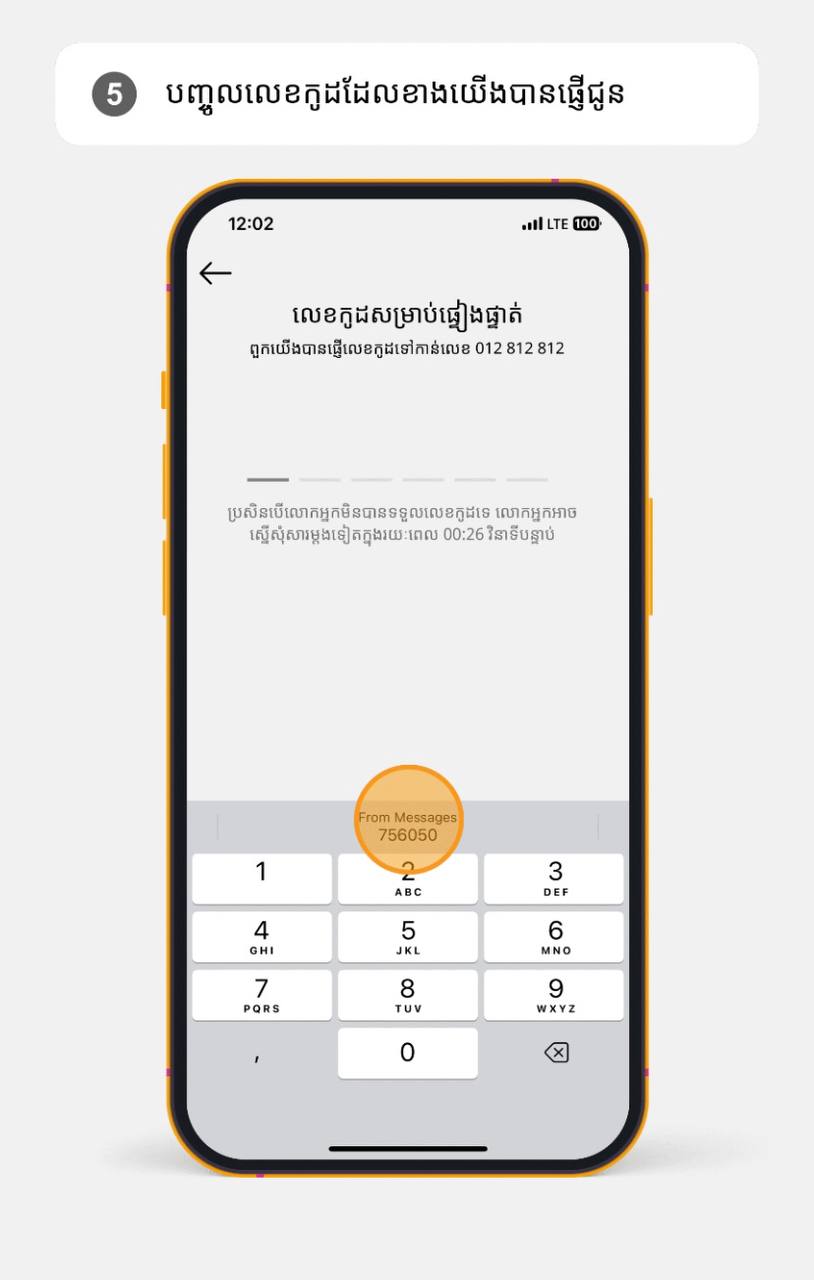 5 បញ្ចូលលេខកូដដែលខាងយើងបានផ្ញើជូន
12:02 LTE 100
លេខកូដសម្រាប់ផ្ទៀងផ្ទាត់
ពួកយើងបានផ្ញើលេខកូដទៅកាន់លេខ 012 812 812
ប្រសិនបើលោកអ្នកមិនបានទទួលលេខកូដទេ លោកអ្នកអាច
ស្នើសុំសារម្តងទៀតក្នុងរយៈពេល 00:26 វិនាទីបន្ទាប់
From Messages
756050
1 2 3
ABC DEF
4 5 6
GHI JKL MNO
7 8 9
PQRS TUV WXYZ
, 0